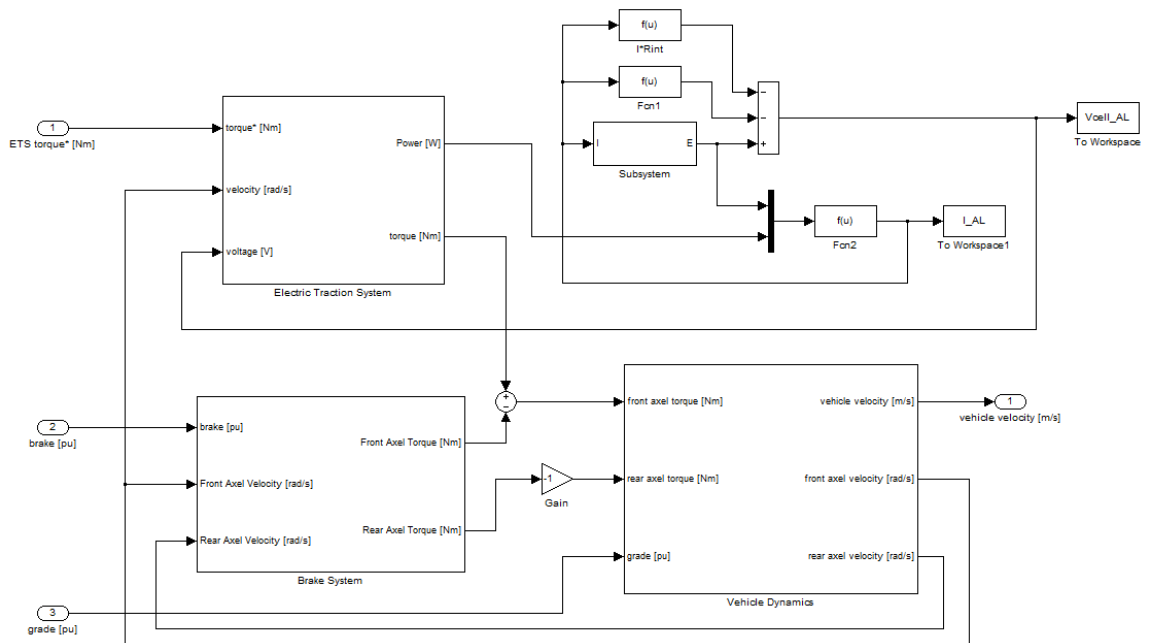 f(u)
I*Rint
f(u)
Fcn1
I
E
Subsystem
−
−
+
Vcell_AL
To Workspace
1
ETS torque* [Nm]
torque* [Nm]
velocity [rad/s]
voltage [V]
Power [W]
torque [Nm]
Electric Traction System
f(u)
Fcn2
I_AL
To Workspace1
+
−
2
brake [pu]
brake [pu]
Front Axel Velocity [rad/s]
Rear Axel Velocity [rad/s]
Front Axel Torque [Nm]
Rear Axel Torque [Nm]
Brake System
-1
Gain
front axel torque [Nm]
rear axel torque [Nm]
grade [pu]
vehicle velocity [m/s]
front axel velocity [rad/s]
rear axel velocity [rad/s]
Vehicle Dynamics
1
vehicle velocity [m/s]
3
grade [pu]